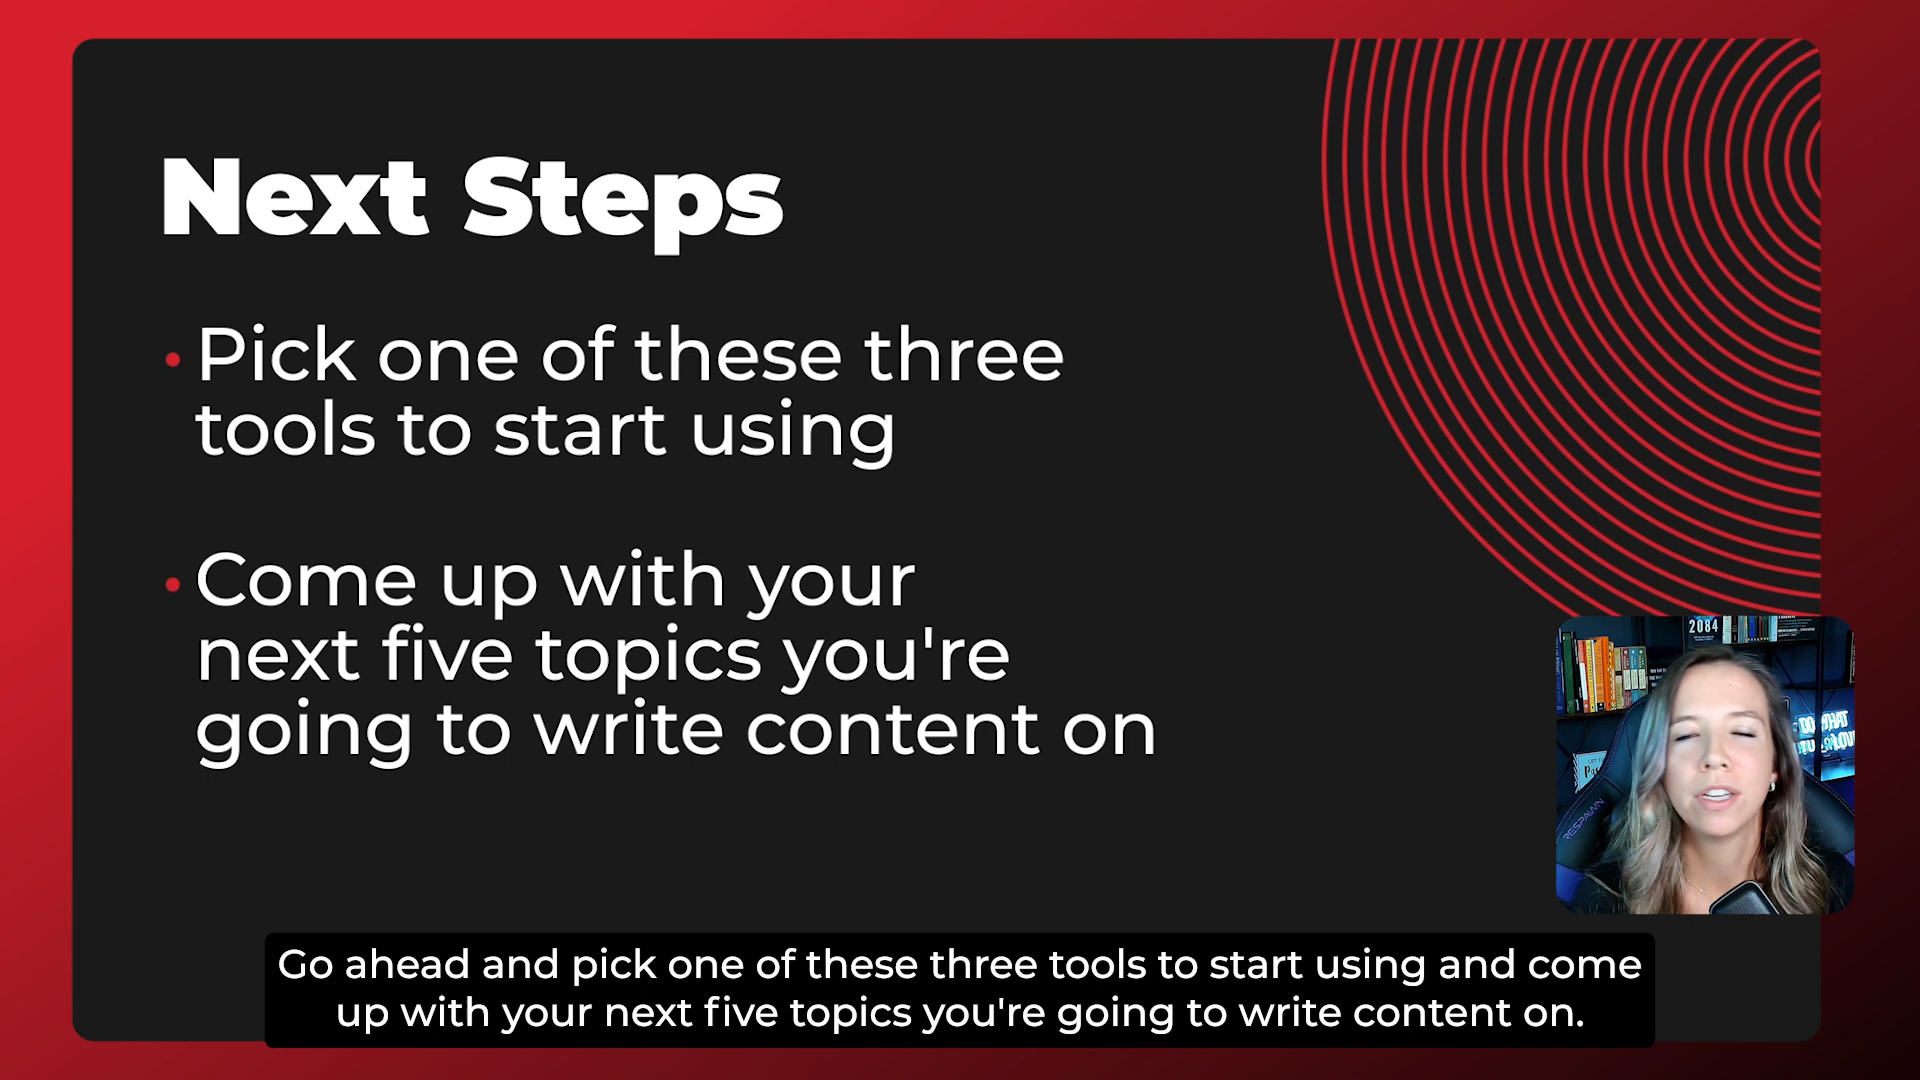 Next Steps
• Pick one of these three
tools to start using
• Come up with your
next five topics you're
going to write content on
2084
RESPAWN
Go ahead and pick one of these three tools to start using and come
up with your next five topics you're going to write content on.